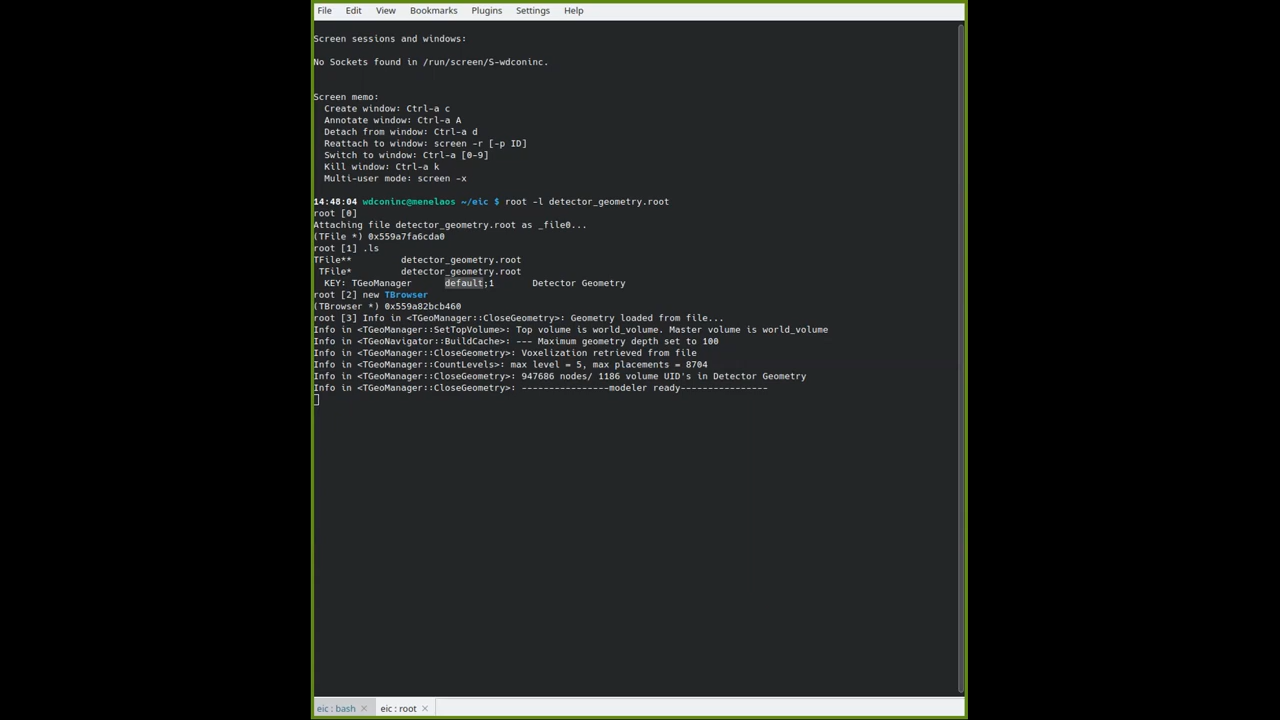 File Edit View Bookmarks Plugins Settings Help
Screen sessions and windows:
No Sockets found in /run/screen/S-wdconinc.
Screen memo:
Create window: Ctrl-a c
Annotate window: Ctrl-a A
Detach from window: Ctrl-a d
Reattach to window: screen -r [-p ID]
Switch to window: Ctrl-a [0-9]
Kill window: Ctrl-a k
Multi-user mode: screen -x
14:48:04 wdconinc@menelaos ~/eic $ root -l detector_geometry.root
root [0]
Attaching file detector_geometry.root as _file0...
(TFile *) 0x559a7fa6cda0
root [1] .ls
TFile** detector_geometry.root
TFile* detector_geometry.root
KEY: TGeoManager default;1 Detector Geometry
root [2] new TBrowser
(TBrowser *) 0x559a82bcb460
root [3] Info in <TGeoManager::CloseGeometry>: Geometry loaded from file...
Info in <TGeoManager::SetTopVolume>: Top volume is world_volume. Master volume is world_volume
Info in <TGeoNavigator::BuildCache>: --- Maximum geometry depth set to 100
Info in <TGeoManager::CloseGeometry>: Voxelization retrieved from file
Info in <TGeoManager::CountLevels>: max level = 5, max placements = 8704
Info in <TGeoManager::CloseGeometry>: 947686 nodes/ 1186 volume UID's in Detector Geometry
Info in <TGeoManager::CloseGeometry>: ----------------modeler ready----------------
eic : bash eic : root